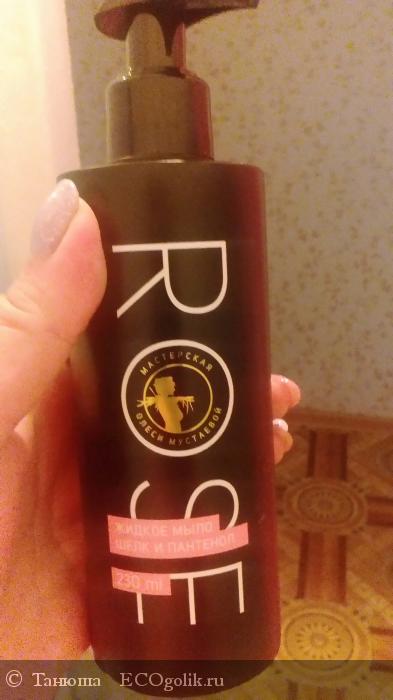 ROSE
МАСТЕРСКАЯ
ОЛЕСИ МУСТАЕВОЙ
ЖИДКОЕ МЫЛО
ШЕЛК И ПАНТЕНОЛ
230 ml
© Танюша ECOgolik.ru